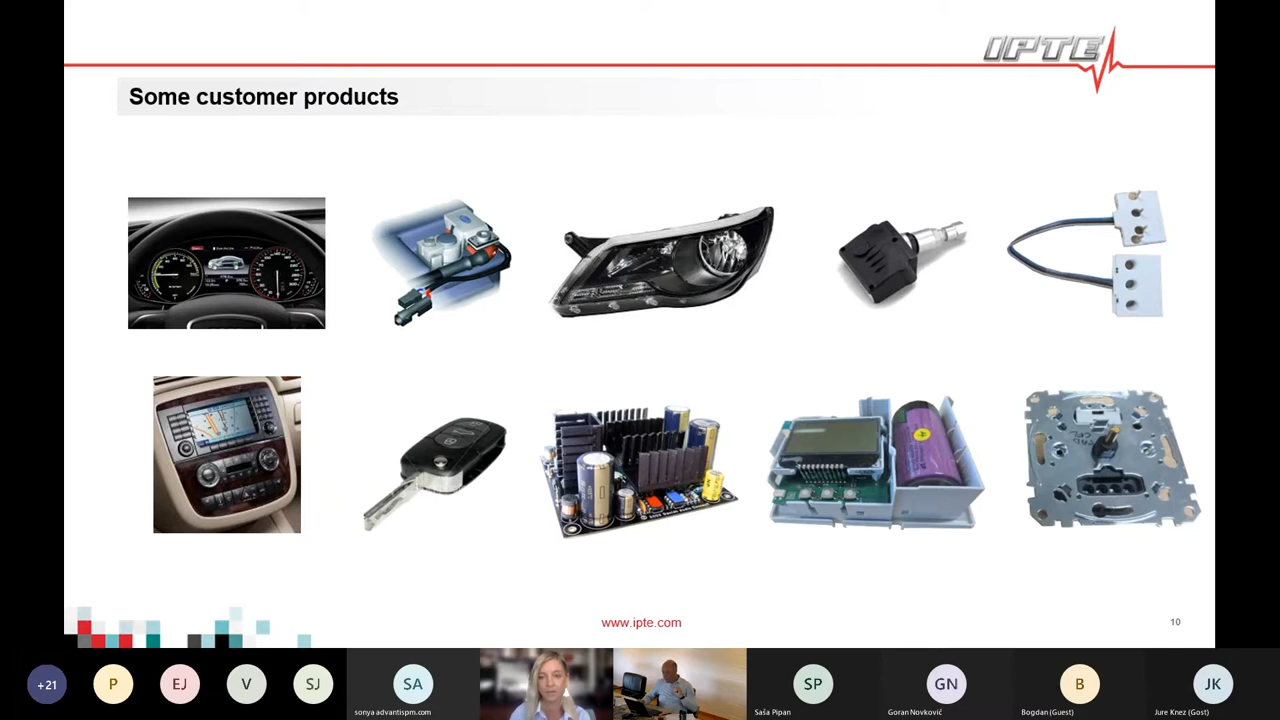 IPTE
Some customer products
www.ipte.com
10
+21
P
EJ
V
SJ
SA
SP
GN
B
JK
sonya advantispm.com
Saša Pipan
Goran Novković
Bogdan (Guest)
Jure Knez (Gost)